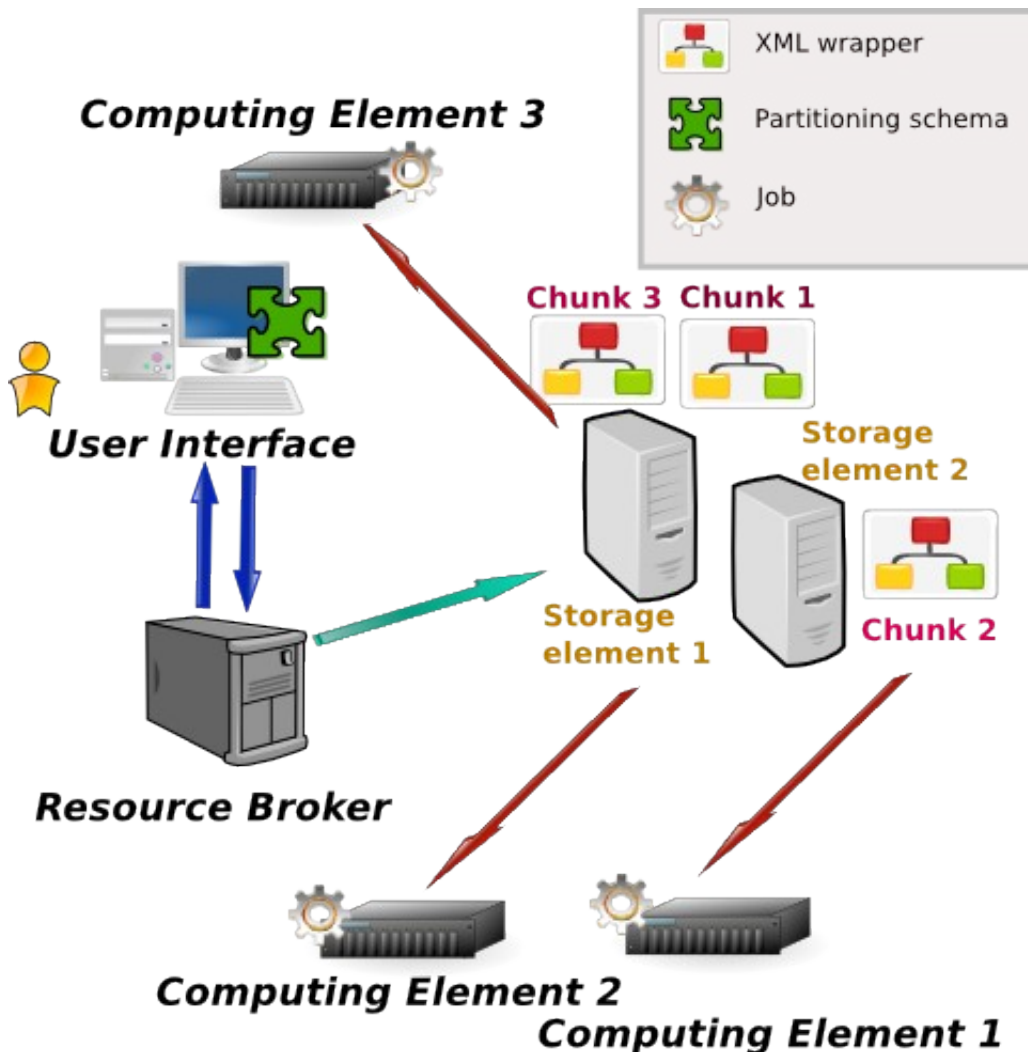 XML wrapper
Partitioning schema
Job
Computing Element 3
Chunk 3
Chunk 1
User Interface
Storage
element 2
Storage
element 1
Chunk 2
Resource Broker
Computing Element 2
Computing Element 1